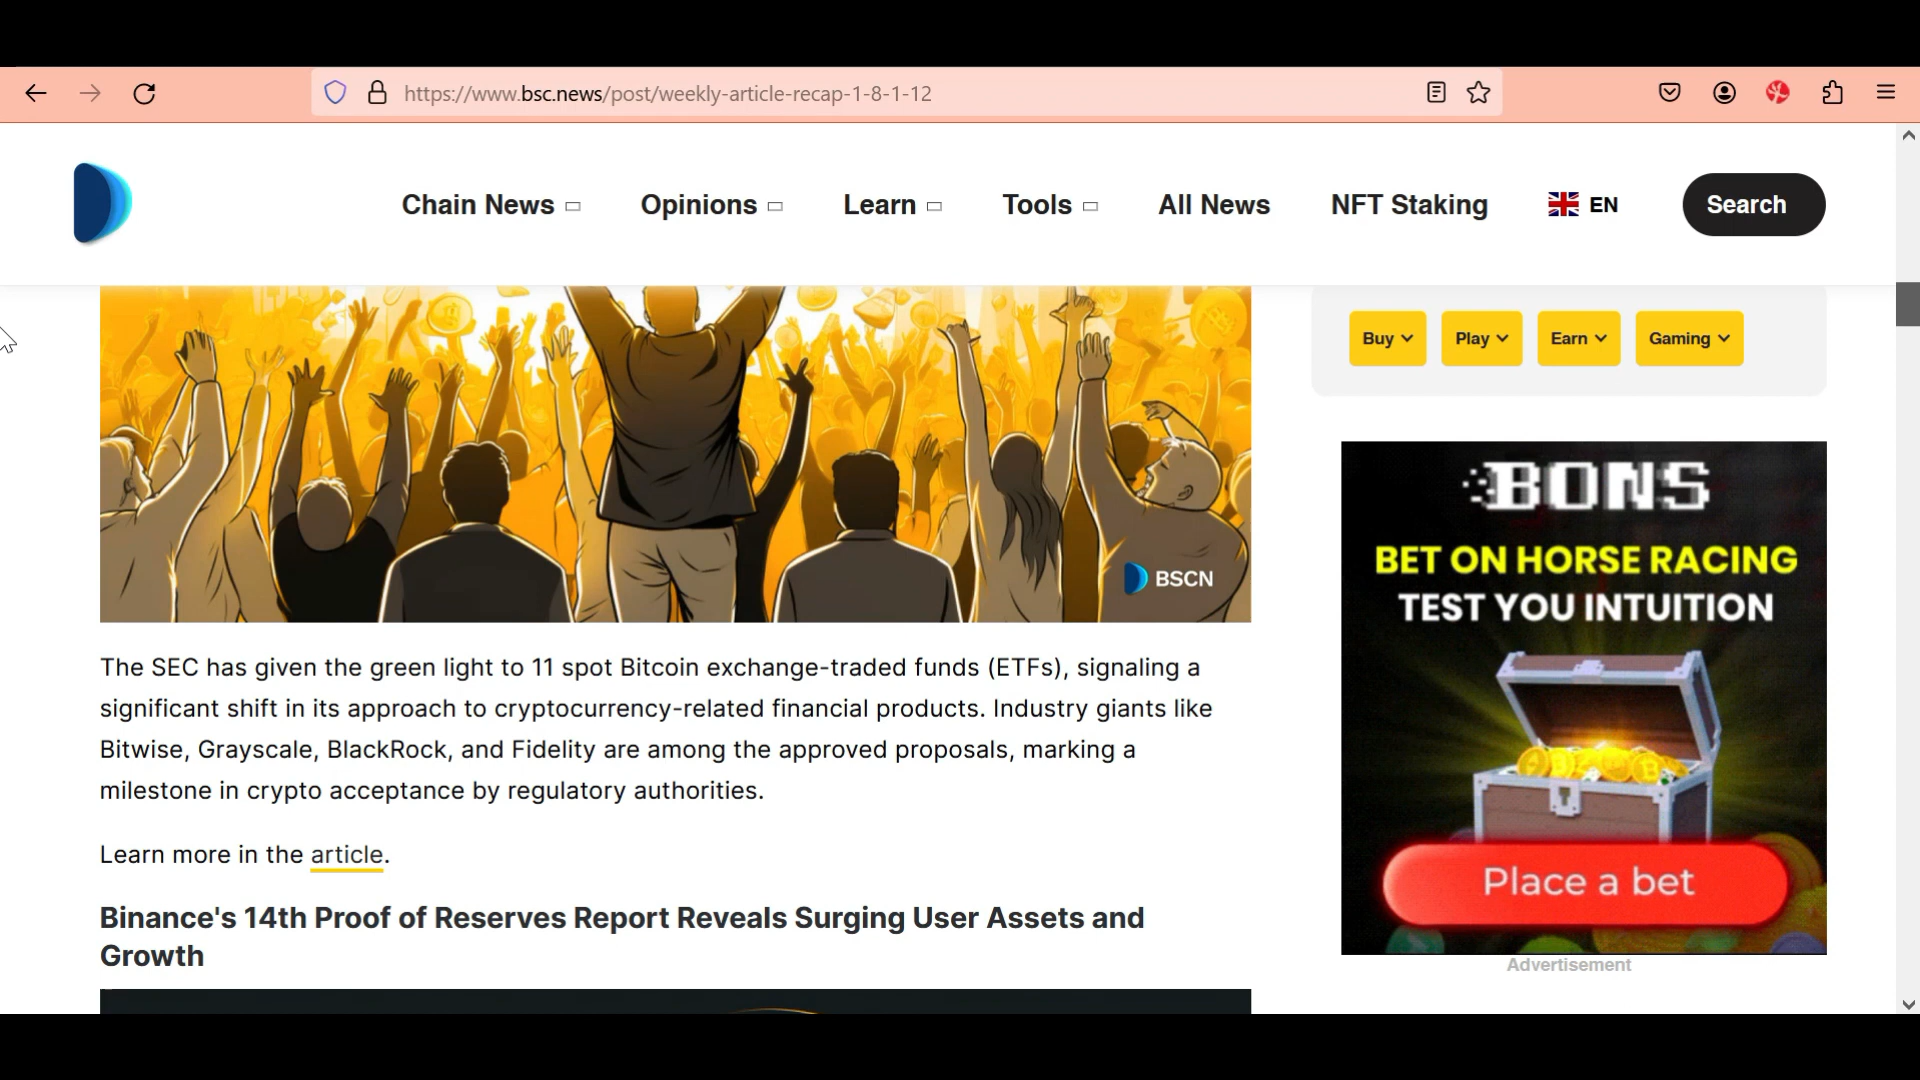 https://www.bsc.news/post/weekly-article-recap-1-8-1-12
Chain News Opinions Learn Tools All News NFT Staking EN Search
Buy Play Earn Gaming
BSCN
The SEC has given the green light to 11 spot Bitcoin exchange-traded funds (ETFs), signaling a
significant shift in its approach to cryptocurrency-related financial products. Industry giants like
Bitwise, Grayscale, BlackRock, and Fidelity are among the approved proposals, marking a
milestone in crypto acceptance by regulatory authorities.
Learn more in the article.
Binance's 14th Proof of Reserves Report Reveals Surging User Assets and
Growth
BONS
BET ON HORSE RACING
TEST YOU INTUITION
Place a bet
Advertisement